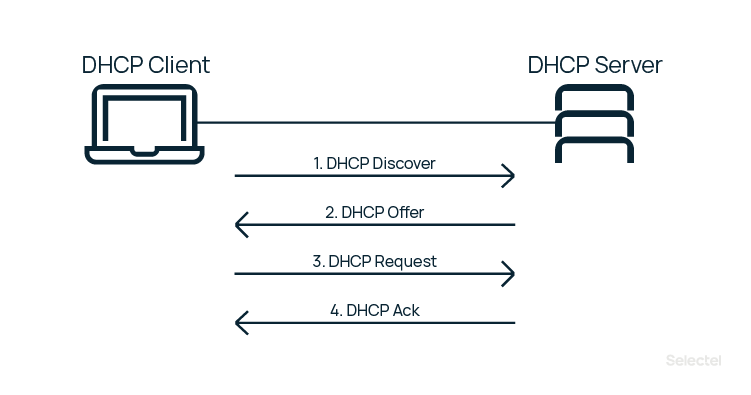 DHCP Client
DHCP Server
1. DHCP Discover
2. DHCP Offer
3. DHCP Request
4. DHCP Ack
Selectel